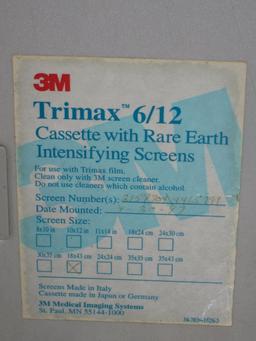 3M
Trimax™ 6/12
Cassette with Rare Earth
Intensifying Screens
For use with Trimax film.
Clean only with 3M screen cleaner.
Do not use cleaners which contain alcohol.
Screen Number(s):
Date Mounted:
Screen Size:
8x10 in 10x12 in 11x14 in 18x24 cm 24x30 cm
30x35 cm 18x43 cm 24x24 cm 35x35 cm 35x43 cm
Screens Made in Italy
Cassette made in Japan or Germany
3M Medical Imaging Systems
St. Paul, MN 55144-1000